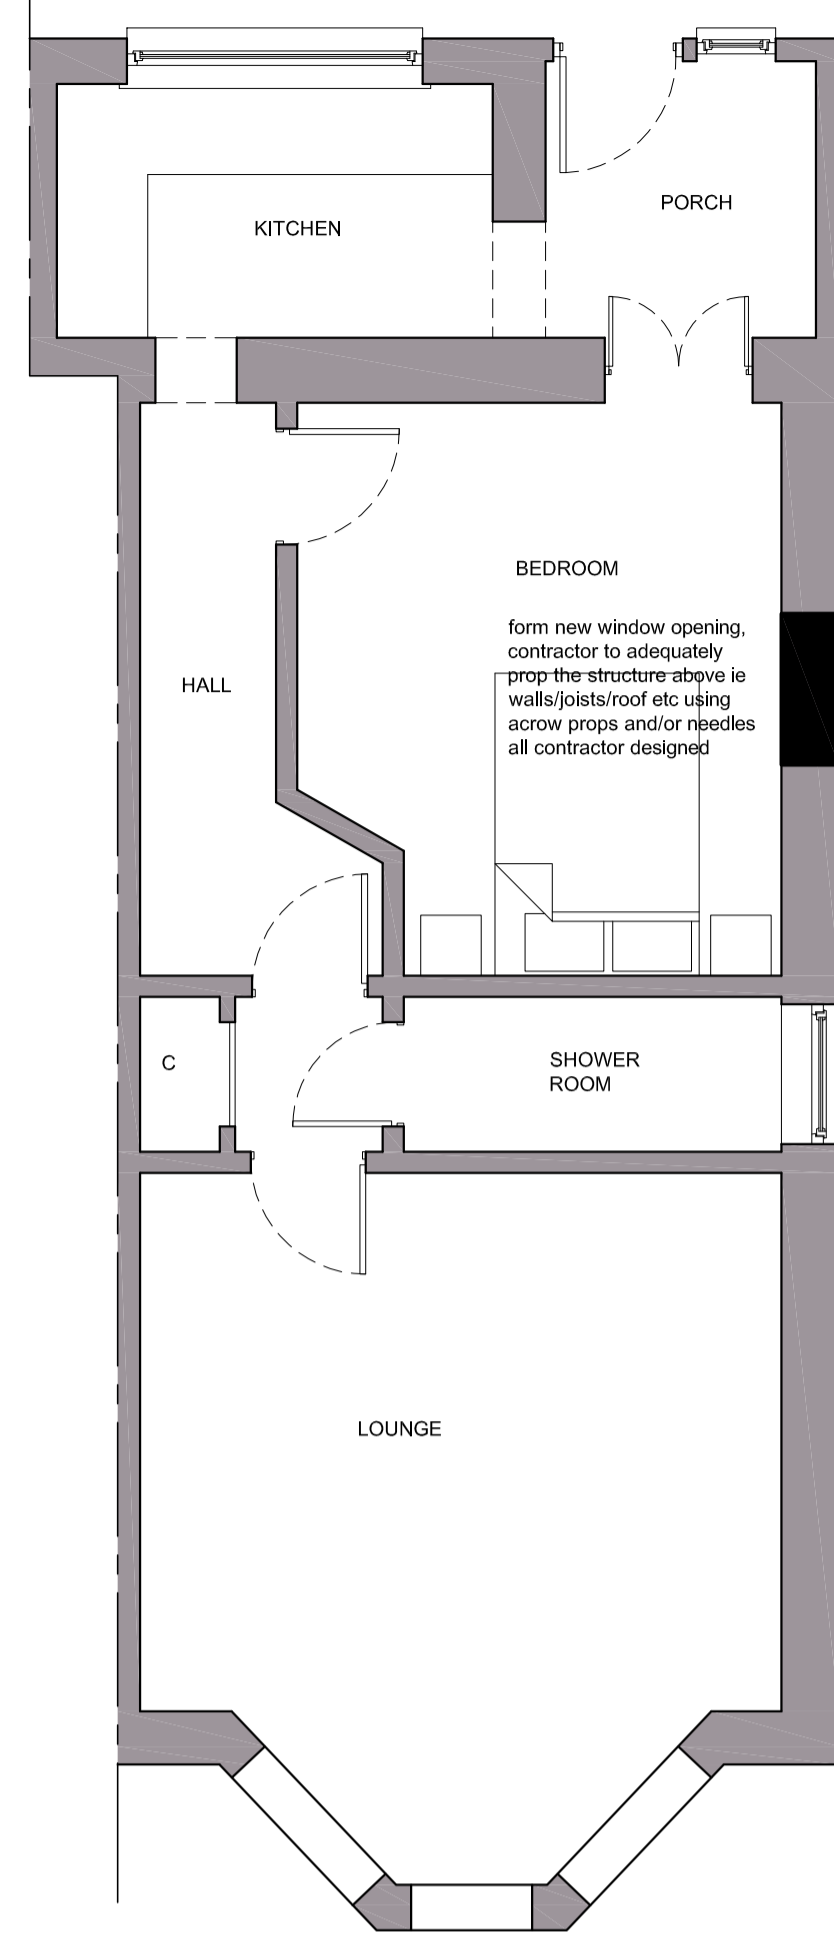 PORCH
KITCHEN
BEDROOM
form new window opening,
contractor to adequately
prop the structure above ie
walls/joists/roof etc using
acrow props and/or needles
all contractor designed
HALL
C
SHOWER
ROOM
LOUNGE